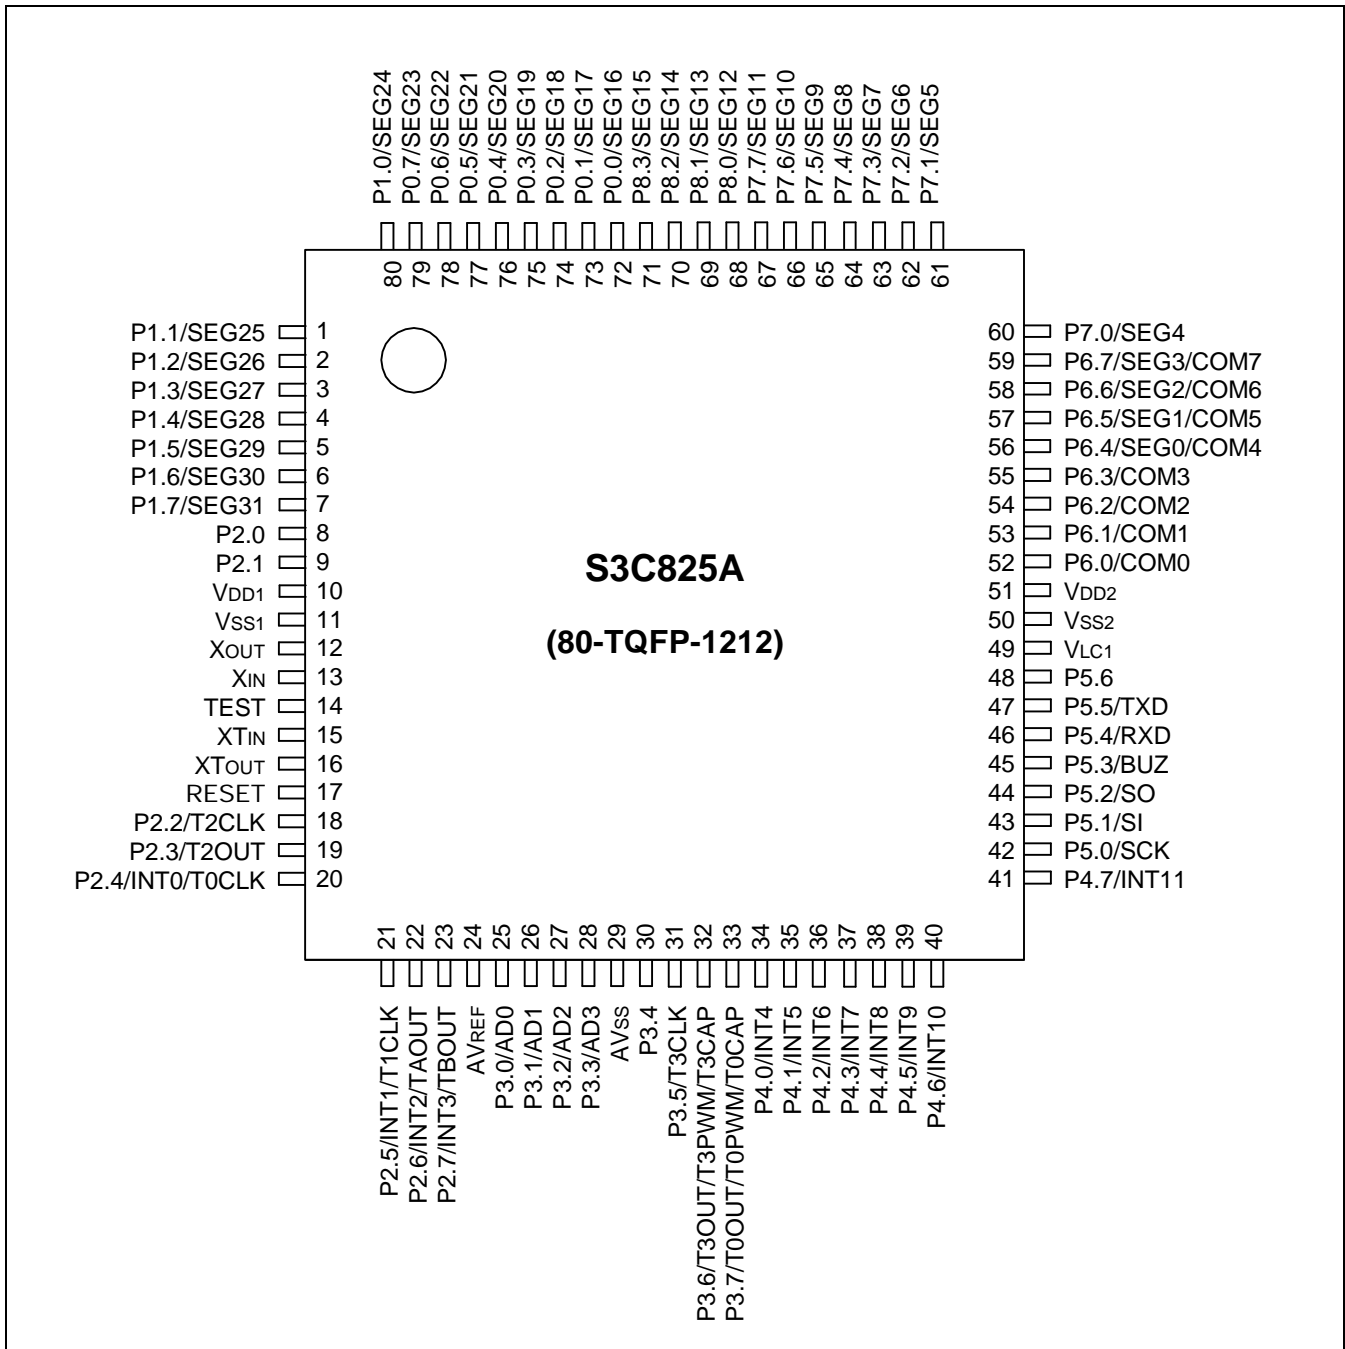 P1.0/SEG24
P0.7/SEG23
P0.6/SEG22
P0.5/SEG21
P0.4/SEG20
P0.3/SEG19
P0.2/SEG18
P0.1/SEG17
P0.0/SEG16
P8.3/SEG15
P8.2/SEG14
P8.1/SEG13
P8.0/SEG12
P7.7/SEG11
P7.6/SEG10
P7.5/SEG9
P7.4/SEG8
P7.3/SEG7
P7.2/SEG6
P7.1/SEG5
80
79
78
77
76
75
74
73
72
71
70
69
68
67
66
65
64
63
62
61
P1.1/SEG25 1
P1.2/SEG26 2
P1.3/SEG27 3
P1.4/SEG28 4
P1.5/SEG29 5
P1.6/SEG30 6
P1.7/SEG31 7
P2.0 8
P2.1 9
VDD1 10
VSS1 11
XOUT 12
XIN 13
TEST 14
XTIN 15
XTOUT 16
RESET 17
P2.2/T2CLK 18
P2.3/T2OUT 19
P2.4/INT0/T0CLK 20
S3C825A
(80-TQFP-1212)
60 P7.0/SEG4
59 P6.7/SEG3/COM7
58 P6.6/SEG2/COM6
57 P6.5/SEG1/COM5
56 P6.4/SEG0/COM4
55 P6.3/COM3
54 P6.2/COM2
53 P6.1/COM1
52 P6.0/COM0
51 VDD2
50 VSS2
49 VLC1
48 P5.6
47 P5.5/TXD
46 P5.4/RXD
45 P5.3/BUZ
44 P5.2/SO
43 P5.1/SI
42 P5.0/SCK
41 P4.7/INT11
21
22
23
24
25
26
27
28
29
30
31
32
33
34
35
36
37
38
39
40
P2.5/INT1/T1CLK
P2.6/INT2/TAOUT
P2.7/INT3/TBOUT
AVREF
P3.0/AD0
P3.1/AD1
P3.2/AD2
P3.3/AD3
AVSS
P3.4
P3.5/T3CLK
P3.6/T3OUT/T3PWM/T3CAP
P3.7/T0OUT/T0PWM/T0CAP
P4.0/INT4
P4.1/INT5
P4.2/INT6
P4.3/INT7
P4.4/INT8
P4.5/INT9
P4.6/INT10